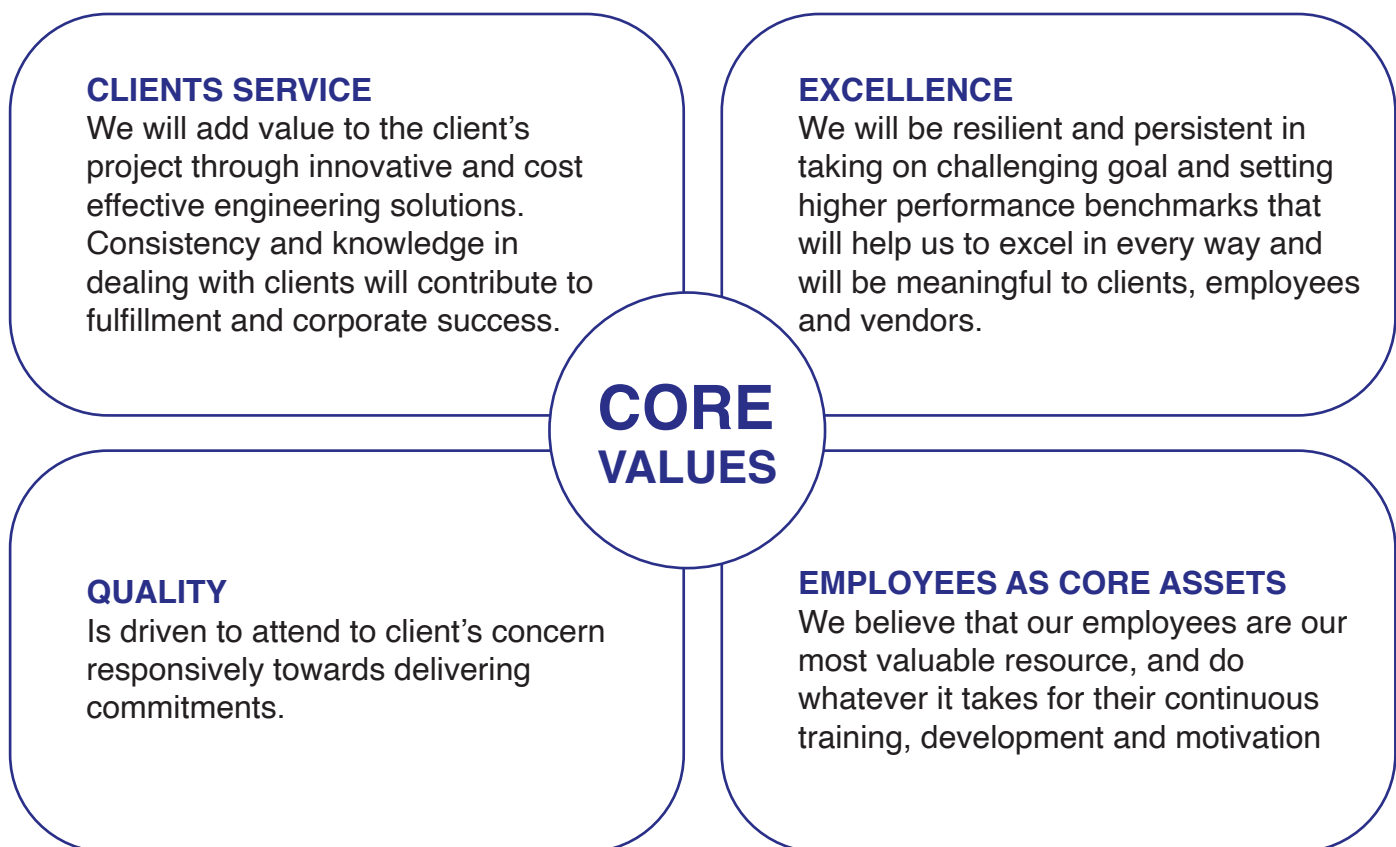 CLIENTS SERVICE
We will add value to the client’s
project through innovative and cost
effective engineering solutions.
Consistency and knowledge in
dealing with clients will contribute to
fulfillment and corporate success.
EXCELLENCE
We will be resilient and persistent in
taking on challenging goal and setting
higher performance benchmarks that
will help us to excel in every way and
will be meaningful to clients, employees
and vendors.
CORE
VALUES
QUALITY
Is driven to attend to client’s concern
responsively towards delivering
commitments.
EMPLOYEES AS CORE ASSETS
We believe that our employees are our
most valuable resource, and do
whatever it takes for their continuous
training, development and motivation